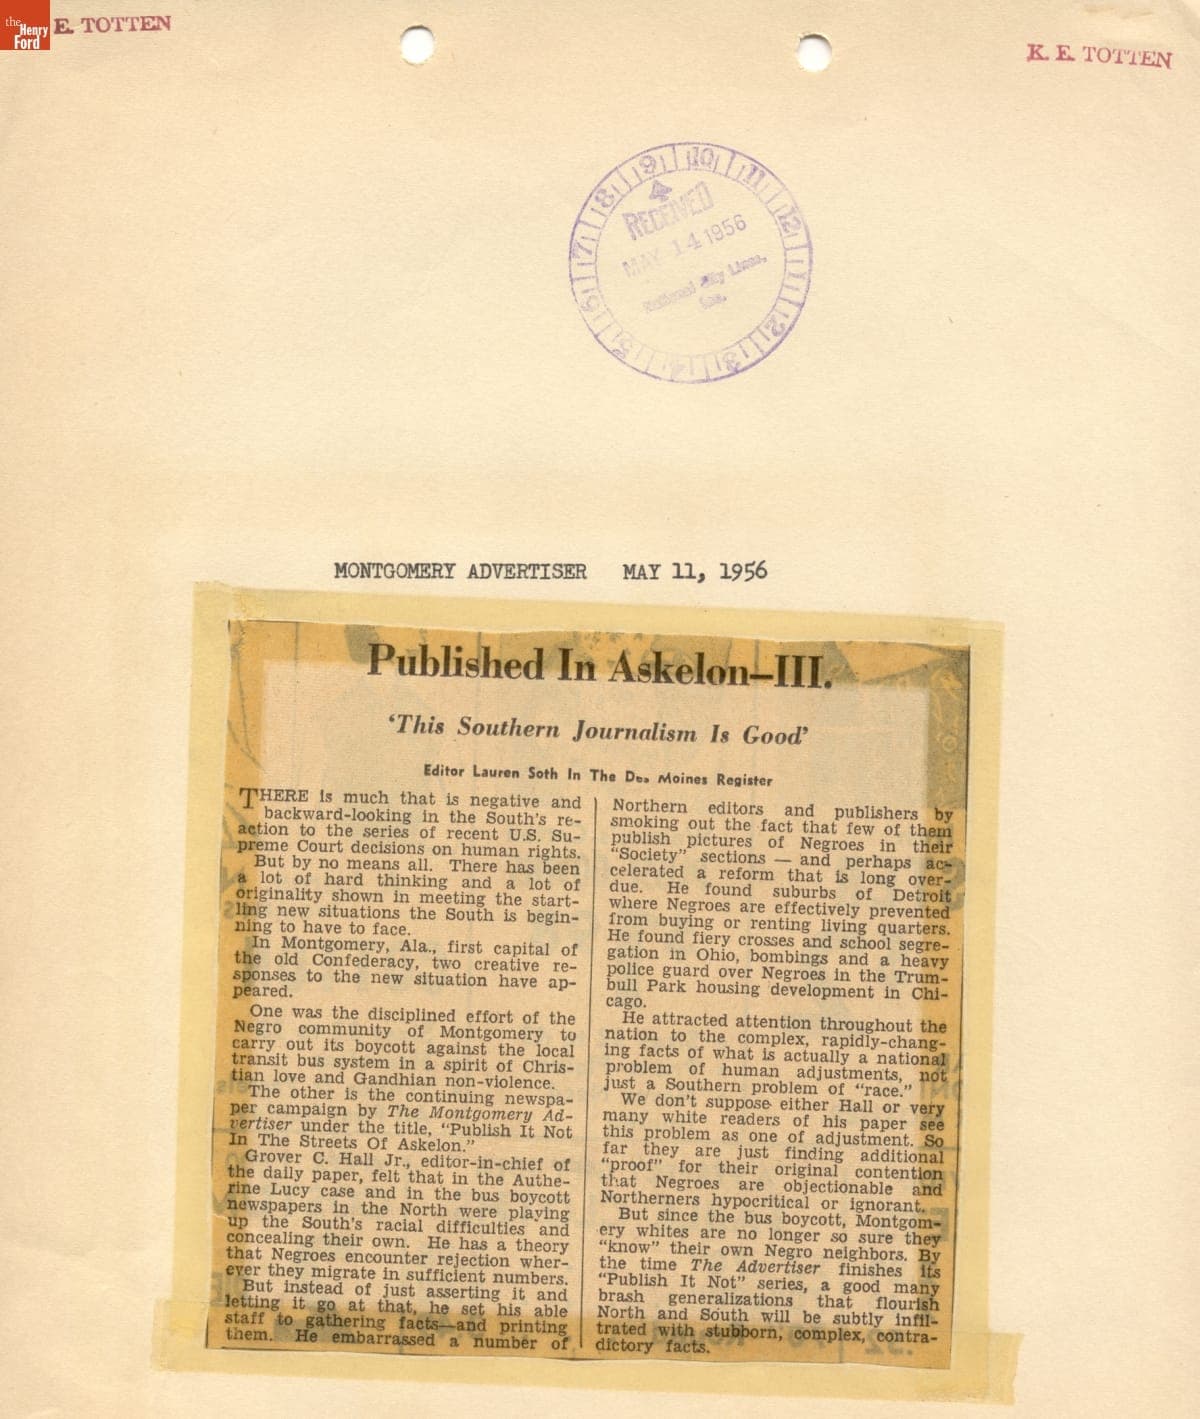 the
Henry
Ford
E. TOTTEN
K. E. TOTTEN
9 10 11 12 1 2 3 4 5 6 7 8
RECEIVED
MAY 14 1956
National City Lines,
Inc.
MONTGOMERY ADVERTISER MAY 11, 1956
Published In Askelon—III.
'This Southern Journalism Is Good'
Editor Lauren Soth In The Des Moines Register
THERE is much that is negative and
backward-looking in the South's re-
action to the series of recent U.S. Su-
preme Court decisions on human rights.
But by no means all. There has been
a lot of hard thinking and a lot of
originality shown in meeting the start-
ling new situations the South is begin-
ning to have to face.
In Montgomery, Ala., first capital of
the old Confederacy, two creative re-
sponses to the new situation have ap-
peared.
One was the disciplined effort of the
Negro community of Montgomery to
carry out its boycott against the local
transit bus system in a spirit of Chris-
tian love and Gandhian non-violence.
The other is the continuing newspa-
per campaign by The Montgomery Ad-
vertiser under the title, "Publish It Not
In The Streets Of Askelon."
Grover C. Hall Jr., editor-in-chief of
the daily paper, felt that in the Authe-
rine Lucy case and in the bus boycott
newspapers in the North were playing
up the South's racial difficulties and
concealing their own. He has a theory
that Negroes encounter rejection wher-
ever they migrate in sufficient numbers.
But instead of just asserting it and
letting it go at that, he set his able
staff to gathering facts—and printing
them. He embarrassed a number of
Northern editors and publishers by
smoking out the fact that few of them
publish pictures of Negroes in their
"Society" sections — and perhaps ac-
celerated a reform that is long over-
due. He found suburbs of Detroit
where Negroes are effectively prevented
from buying or renting living quarters.
He found fiery crosses and school segre-
gation in Ohio, bombings and a heavy
police guard over Negroes in the Trum-
bull Park housing development in Chi-
cago.
He attracted attention throughout the
nation to the complex, rapidly-chang-
ing facts of what is actually a national
problem of human adjustments, not
just a Southern problem of "race."
We don't suppose either Hall or very
many white readers of his paper see
this problem as one of adjustment. So
far they are just finding additional
"proof" for their original contention
that Negroes are objectionable and
Northerners hypocritical or ignorant.
But since the bus boycott, Montgom-
ery whites are no longer so sure they
"know" their own Negro neighbors. By
the time The Advertiser finishes its
"Publish It Not" series, a good many
brash generalizations that flourish
North and South will be subtly infil-
trated with stubborn, complex, contra-
dictory facts.